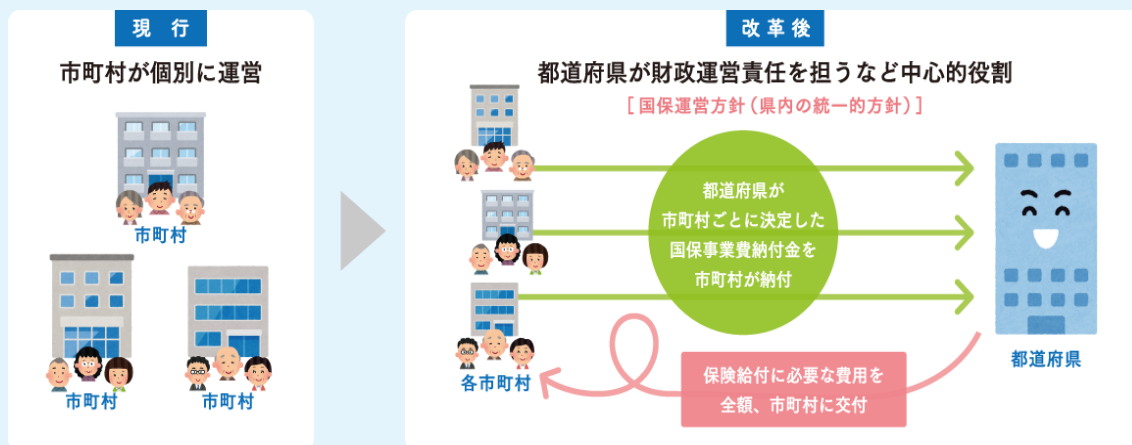 現行
市町村が個別に運営
市町村
市町村
市町村
改革後
都道府県が財政運営責任を担うなど中心的役割
[ 国保運営方針(県内の統一的方針) ]
都道府県が
市町村ごとに決定した
国保事業費納付金を
市町村が納付
各市町村
保険給付に必要な費用を
全額、市町村に交付
都道府県